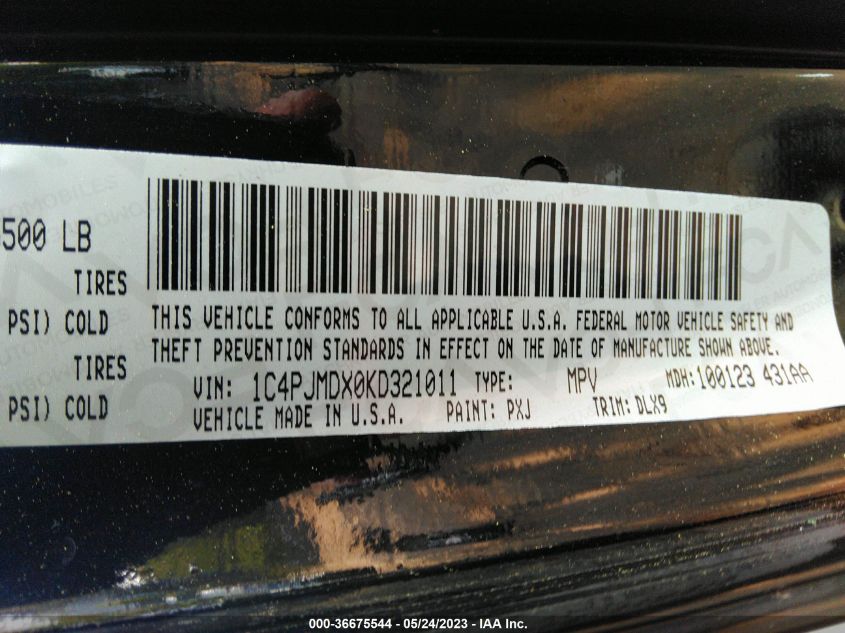 500 LB
TIRES
PSI) COLD
TIRES
PSI) COLD
THIS VEHICLE CONFORMS TO ALL APPLICABLE U.S.A. FEDERAL MOTOR VEHICLE SAFETY AND
THEFT PREVENTION STANDARDS IN EFFECT ON THE DATE OF MANUFACTURE SHOWN ABOVE.
VIN: 1C4PJMDX0KD321011 TYPE: MPV MDH: 100123 431AA
VEHICLE MADE IN U.S.A. PAINT: PXJ TRIM: DLX9
000-36675544 / 05/24/2023 - IAA Inc.